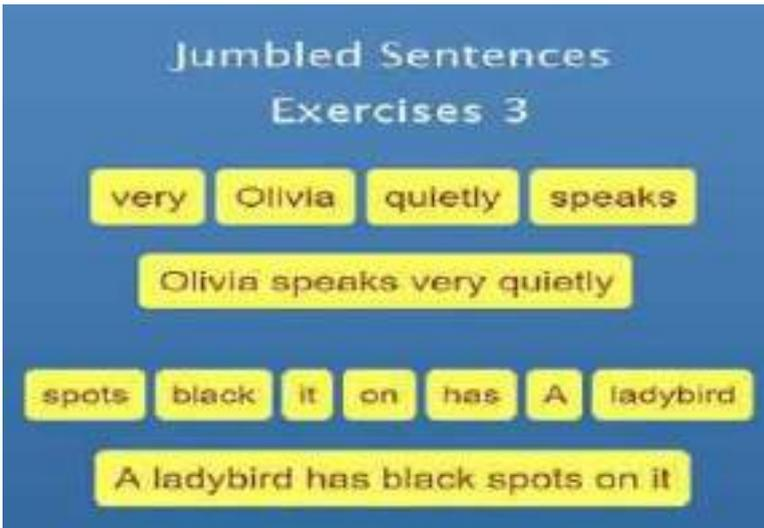 Jumbled Sentences
Exercises 3
very Olivia quietly speaks
Olivia speaks very quietly
spots black it on has A ladybird
A ladybird has black spots on it